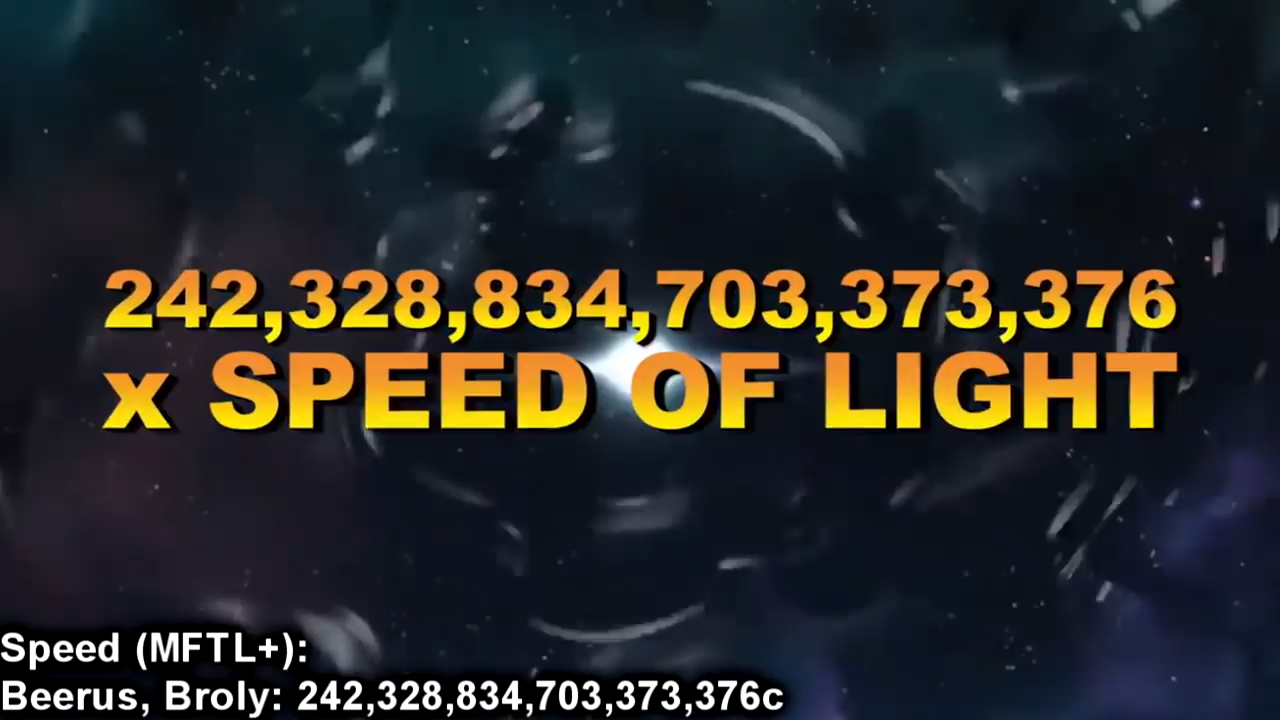 242,328,834,703,373,376
x SPEED OF LIGHT
Speed (MFTL+):
Beerus, Broly: 242,328,834,703,373,376c